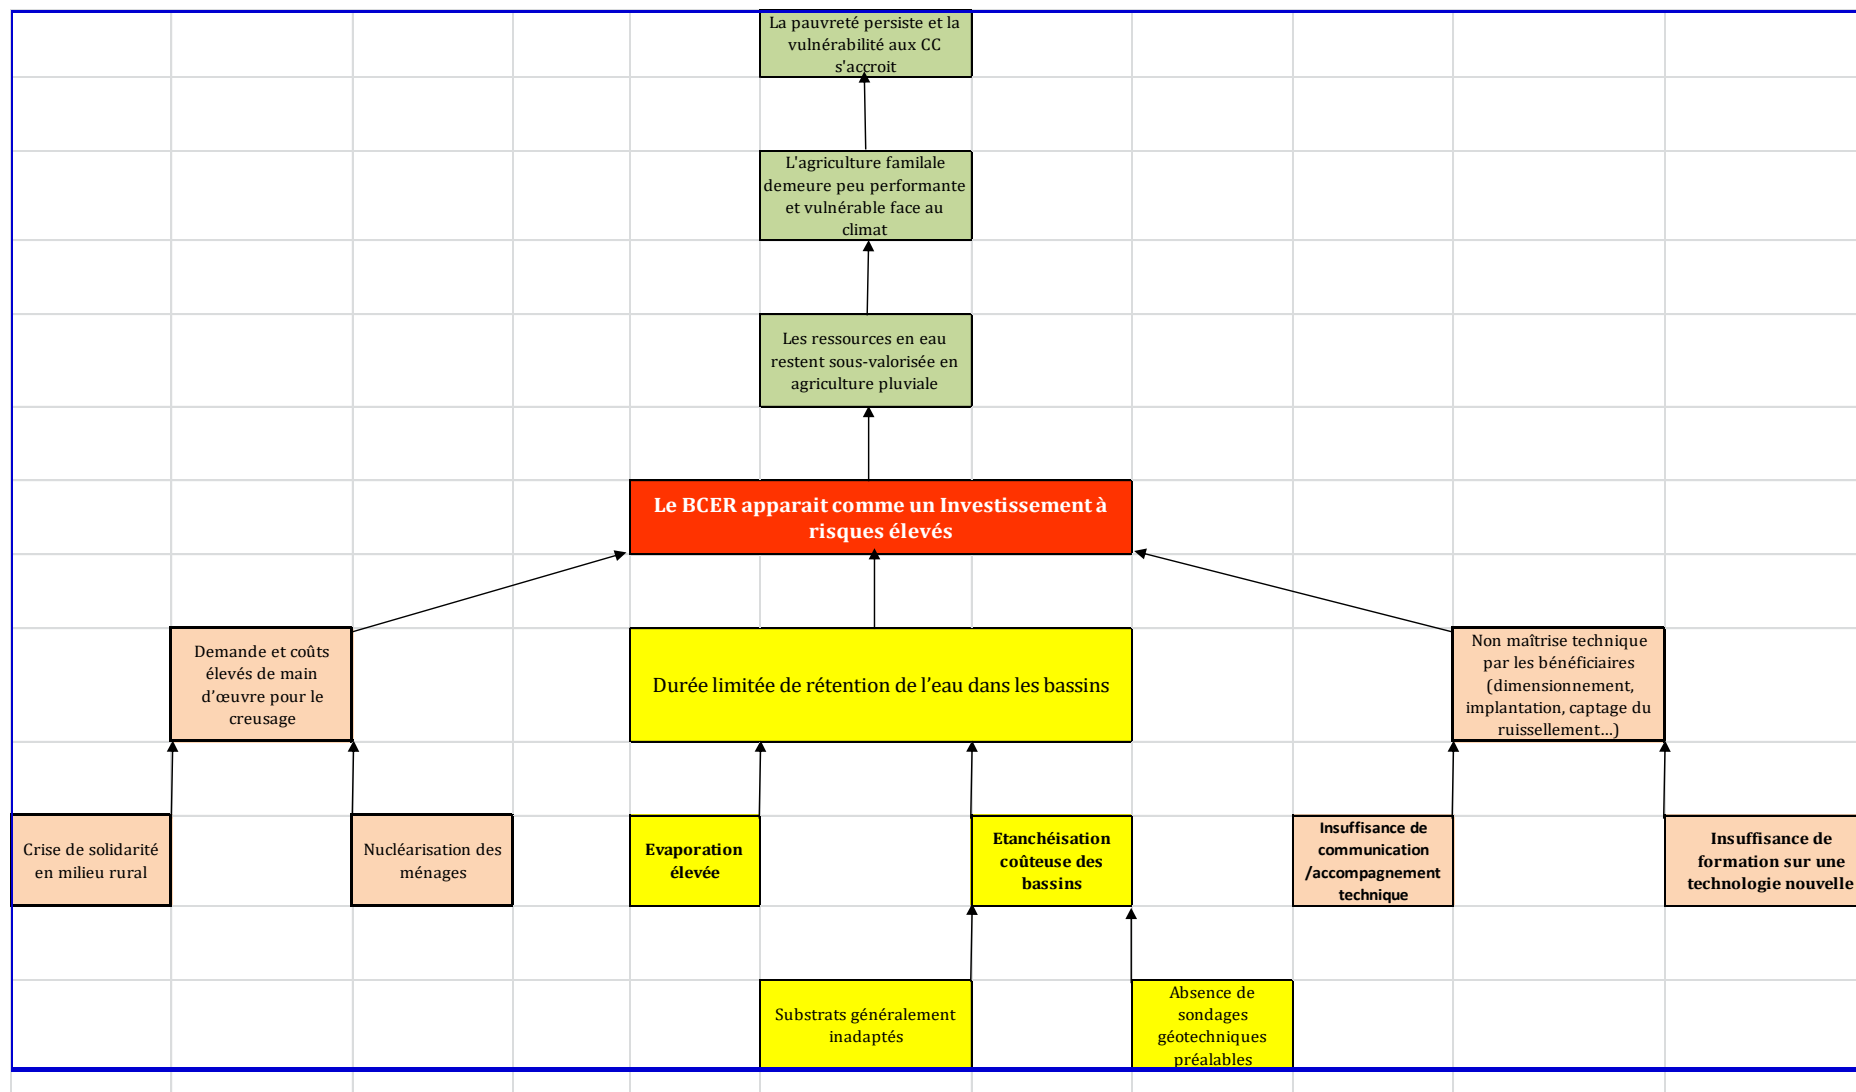 La pauvreté persiste et la
vulnérabilité aux CC
s'accroit
L'agriculture familale
demeure peu performante
et vulnérable face au
climat
Les ressources en eau
restent sous-valorisée en
agriculture pluviale
Le BCER apparait comme un Investissement à
risques élevés
Demande et coûts
élevés de main
d’œuvre pour le
creusage
Durée limitée de rétention de l’eau dans les bassins
Non maîtrise technique
par les bénéficiaires
(dimensionnement,
implantation, captage du
ruissellement…)
Crise de solidarité
en milieu rural
Nucléarisation des
ménages
Evaporation
élevée
Etanchéisation
coûteuse des
bassins
Insuffisance de
communication
/accompagnement
technique
Insuffisance de
formation sur une
technologie nouvelle
Substrats généralement
inadaptés
Absence de
sondages
géotechniques
préalables